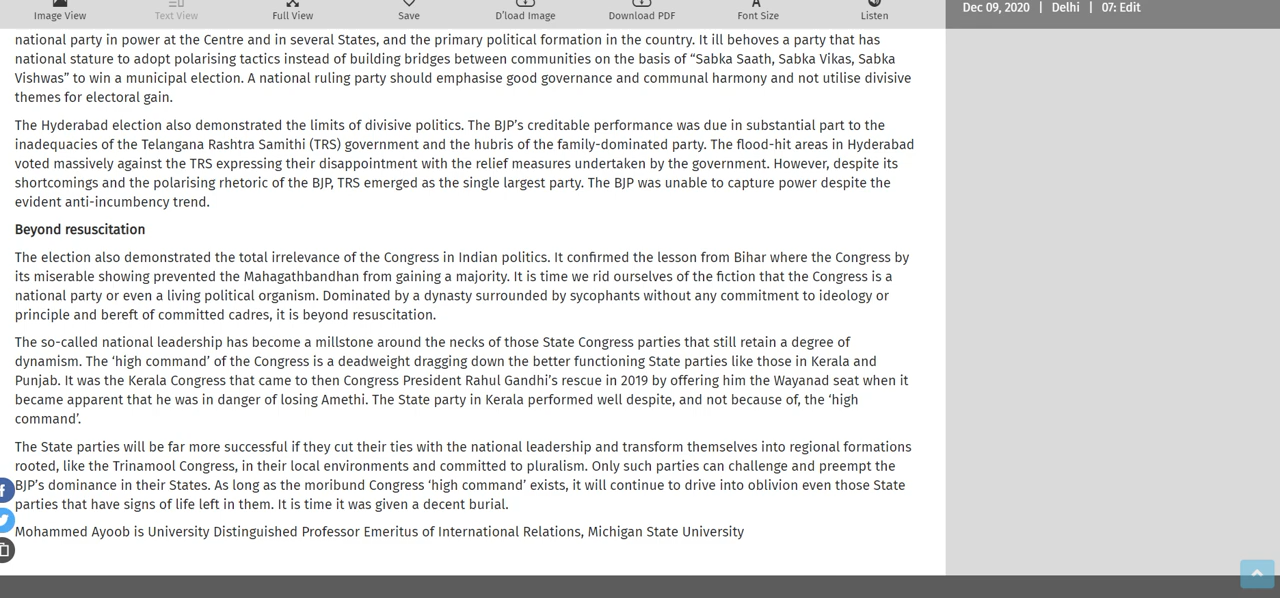 Image View Text View Full View Save D'load Image Download PDF Font Size Listen
Dec 09, 2020 | Delhi | 07: Edit
national party in power at the Centre and in several States, and the primary political formation in the country. It ill behoves a party that has
national stature to adopt polarising tactics instead of building bridges between communities on the basis of “Sabka Saath, Sabka Vikas, Sabka
Vishwas” to win a municipal election. A national ruling party should emphasise good governance and communal harmony and not utilise divisive
themes for electoral gain.
The Hyderabad election also demonstrated the limits of divisive politics. The BJP’s creditable performance was due in substantial part to the
inadequacies of the Telangana Rashtra Samithi (TRS) government and the hubris of the family-dominated party. The flood-hit areas in Hyderabad
voted massively against the TRS expressing their disappointment with the relief measures undertaken by the government. However, despite its
shortcomings and the polarising rhetoric of the BJP, TRS emerged as the single largest party. The BJP was unable to capture power despite the
evident anti-incumbency trend.
Beyond resuscitation
The election also demonstrated the total irrelevance of the Congress in Indian politics. It confirmed the lesson from Bihar where the Congress by
its miserable showing prevented the Mahagathbandhan from gaining a majority. It is time we rid ourselves of the fiction that the Congress is a
national party or even a living political organism. Dominated by a dynasty surrounded by sycophants without any commitment to ideology or
principle and bereft of committed cadres, it is beyond resuscitation.
The so-called national leadership has become a millstone around the necks of those State Congress parties that still retain a degree of
dynamism. The ‘high command’ of the Congress is a deadweight dragging down the better functioning State parties like those in Kerala and
Punjab. It was the Kerala Congress that came to then Congress President Rahul Gandhi’s rescue in 2019 by offering him the Wayanad seat when it
became apparent that he was in danger of losing Amethi. The State party in Kerala performed well despite, and not because of, the ‘high
command’.
The State parties will be far more successful if they cut their ties with the national leadership and transform themselves into regional formations
rooted, like the Trinamool Congress, in their local environments and committed to pluralism. Only such parties can challenge and preempt the
BJP’s dominance in their States. As long as the moribund Congress ‘high command’ exists, it will continue to drive into oblivion even those State
parties that have signs of life left in them. It is time it was given a decent burial.
Mohammed Ayoob is University Distinguished Professor Emeritus of International Relations, Michigan State University